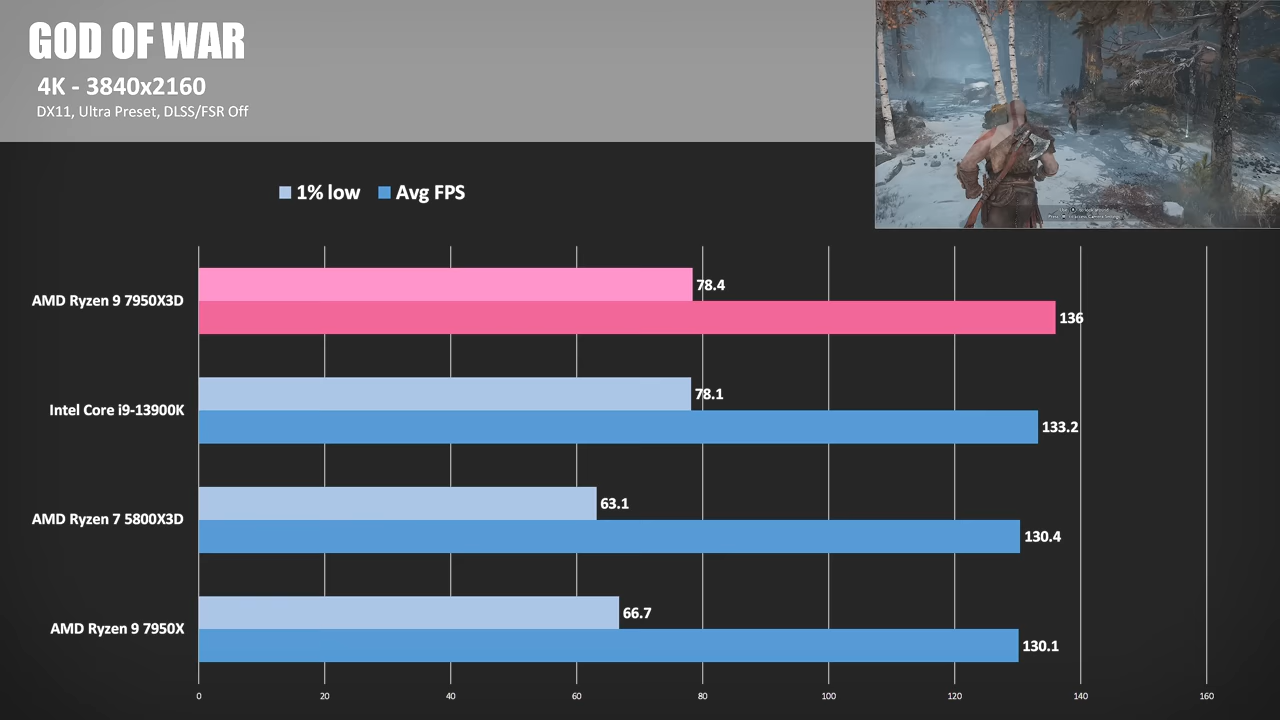 GOD OF WAR
4K - 3840x2160
DX11, Ultra Preset, DLSS/FSR Off
1% low
Avg FPS
AMD Ryzen 9 7950X3D
78.4
136
Intel Core i9-13900K
78.1
133.2
AMD Ryzen 7 5800X3D
63.1
130.4
AMD Ryzen 9 7950X
66.7
130.1
0 20 40 60 80 100 120 140 160